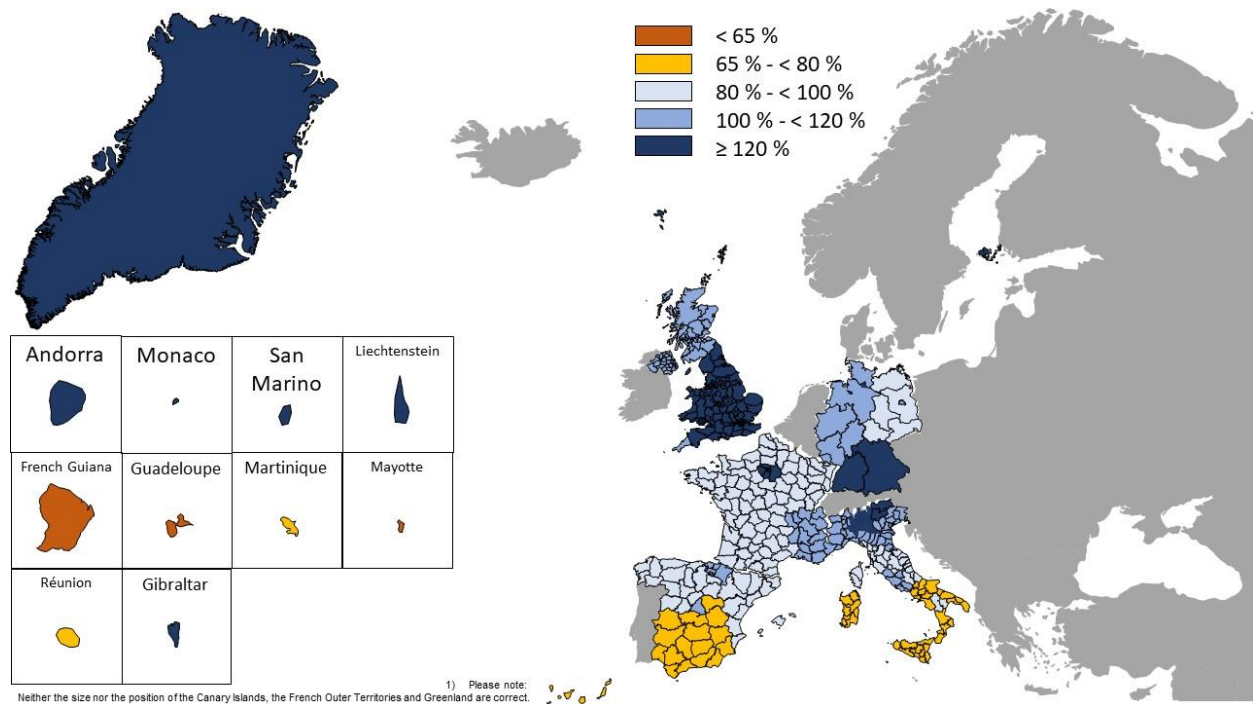 < 65 %
65 % - < 80 %
80 % - < 100 %
100 % - < 120 %
≥ 120 %
Andorra
Monaco
San
Marino
Liechtenstein
French Guiana
Guadeloupe
Martinique
Mayotte
Réunion
Gibraltar
1) Please note:
Neither the size nor the position of the Canary Islands, the French Outer Territories and Greenland are correct.